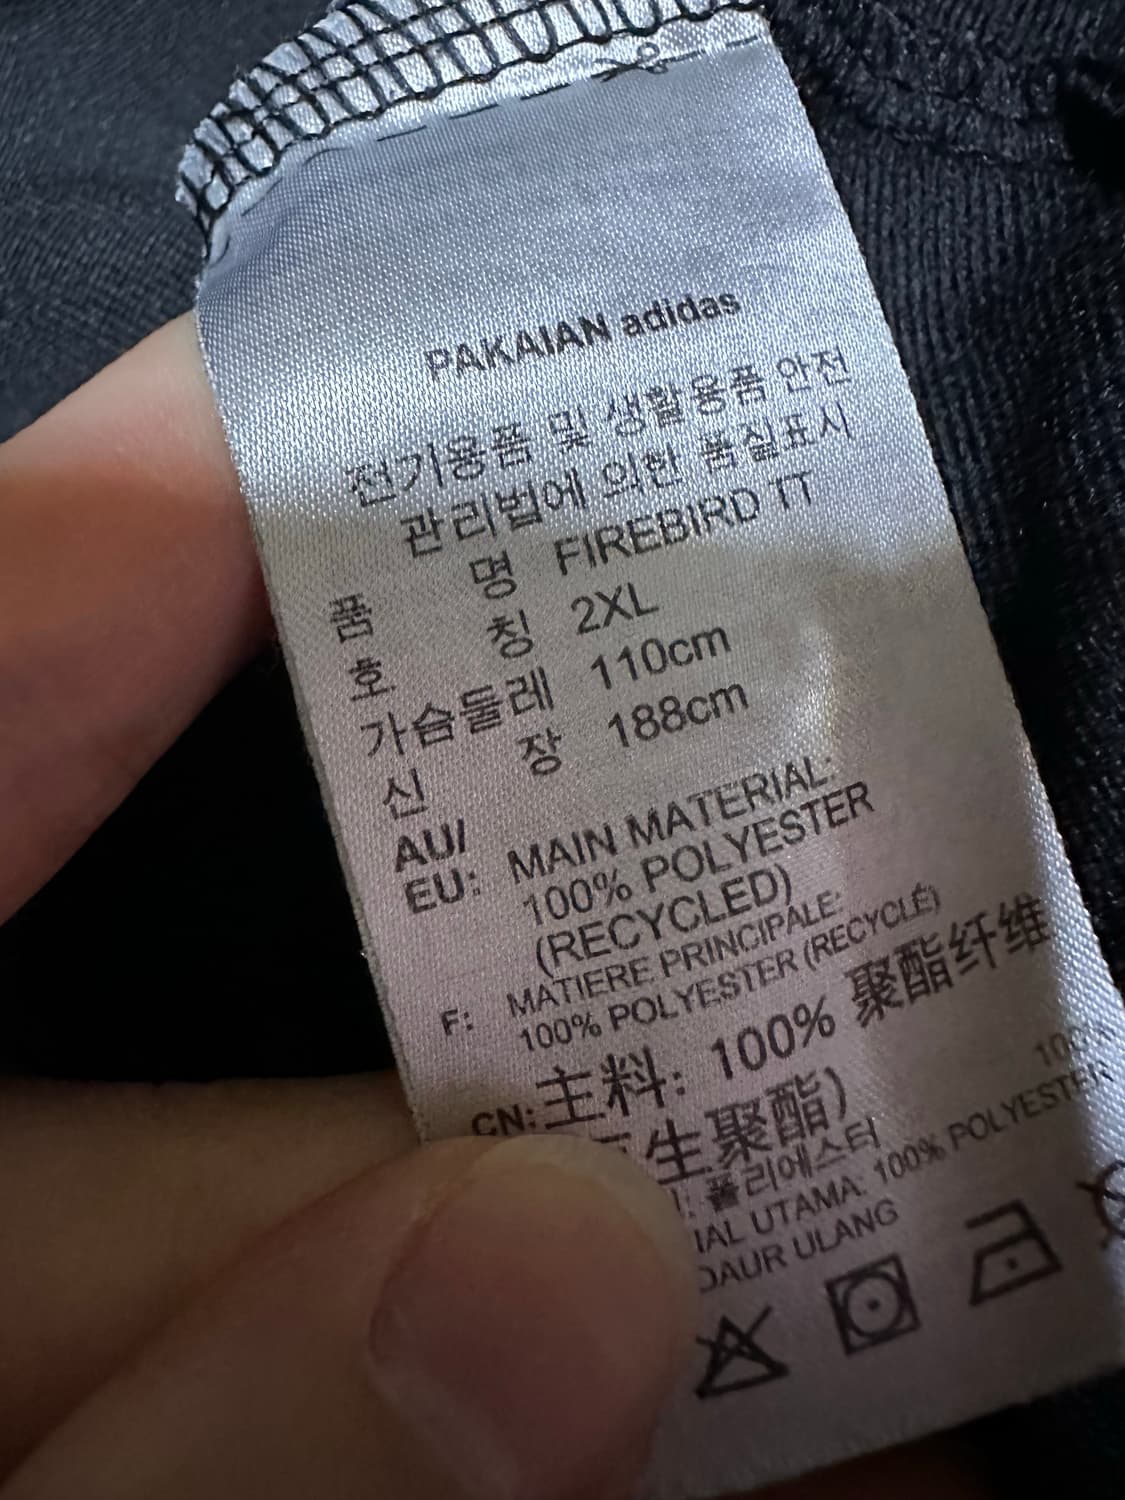 PAKAIAN adidas
전기용품 및 생활용품 안전
관리법에 의한 품질표시
품 명 FIREBIRD TT
호 칭 2XL
가슴둘레 110cm
신 장 188cm
AU/
EU: MAIN MATERIAL:
100% POLYESTER
(RECYCLED)
F: MATIERE PRINCIPALE:
100% POLYESTER (RECYCLÉ)
CN: 主料: 100% 聚酯纤维
生聚酯)
폴리에스터
UTAMA: 100% POLYESTER
DAUR ULANG